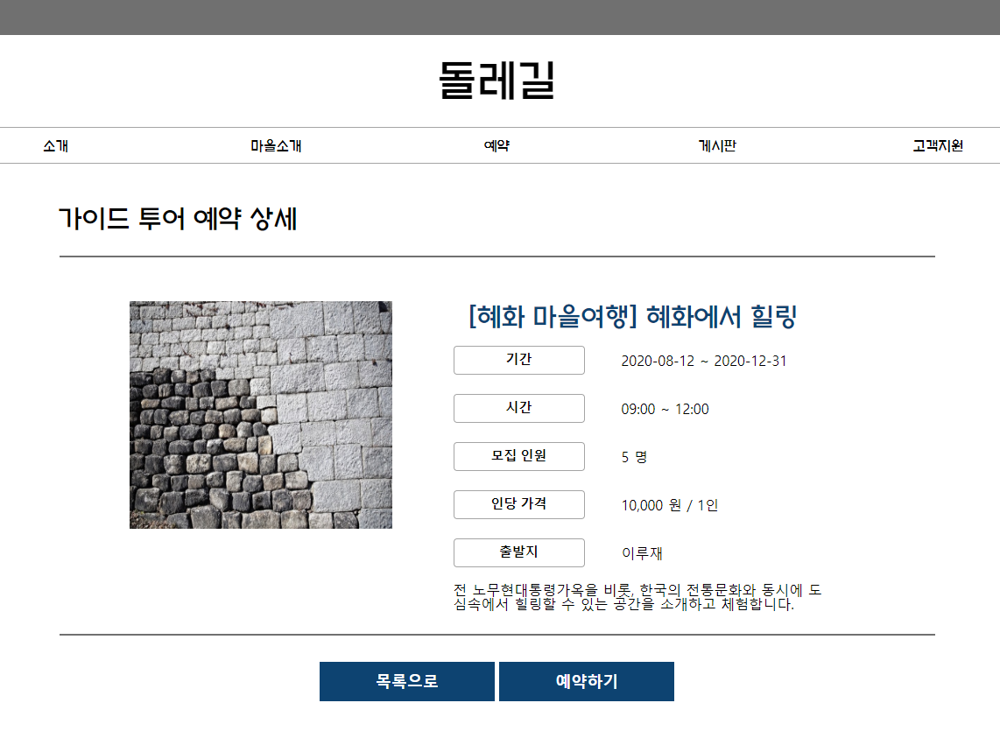 돌레길
소개 마을소개 예약 게시판 고객지원
가이드 투어 예약 상세
[혜화 마을여행] 혜화에서 힐링
기간 2020-08-12 ~ 2020-12-31
시간 09:00 ~ 12:00
모집 인원 5 명
인당 가격 10,000 원 / 1인
출발지 이루재
전 노무현대통령가옥을 비롯, 한국의 전통문화와 동시에 도
심속에서 힐링할 수 있는 공간을 소개하고 체험합니다.
목록으로 예약하기